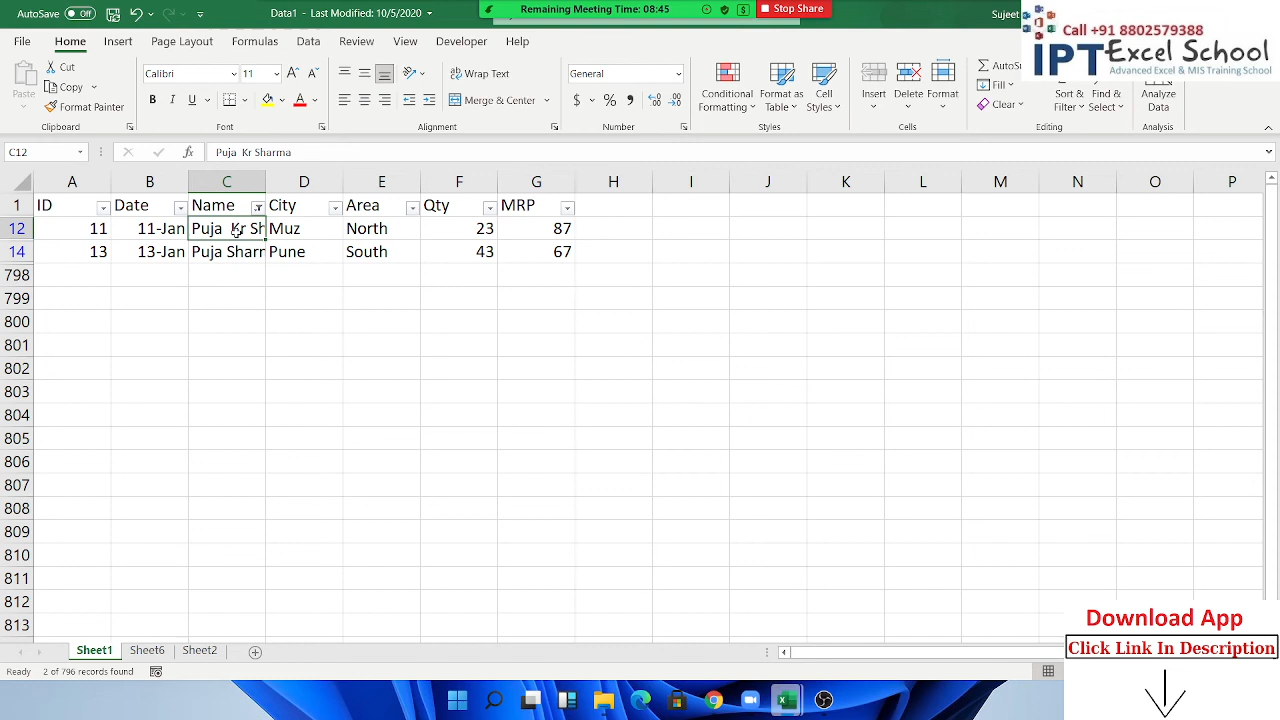 AutoSave Off Data1 - Last Modified: 10/5/2020 Remaining Meeting Time: 08:45 Stop Share Sujeet
Call +91 8802579388
IPT Excel School
Advanced Excel & MIS Training School
File Home Insert Page Layout Formulas Data Review View Developer Help
Paste Cut Copy Format Painter Clipboard
Calibri 11 B I U A Font
Wrap Text Merge & Center Alignment
General $ % , Number
Conditional Formatting Format as Table Cell Styles Styles
Insert Delete Format Cells
Fill Clear Sort & Filter Find & Select Editing
Analyze Data Analysis
C12 fx Puja Kr Sharma
A B C D E F G H I J K L M N O P
1 ID Date Name City Area Qty MRP
12 11 11-Jan Puja Kr Sh Muz North 23 87
14 13 13-Jan Puja Sharm Pune South 43 67
798
799
800
801
802
803
804
805
806
807
808
809
810
811
812
813
Sheet1 Sheet6 Sheet2
Ready 2 of 796 records found
Download App
Click Link In Description